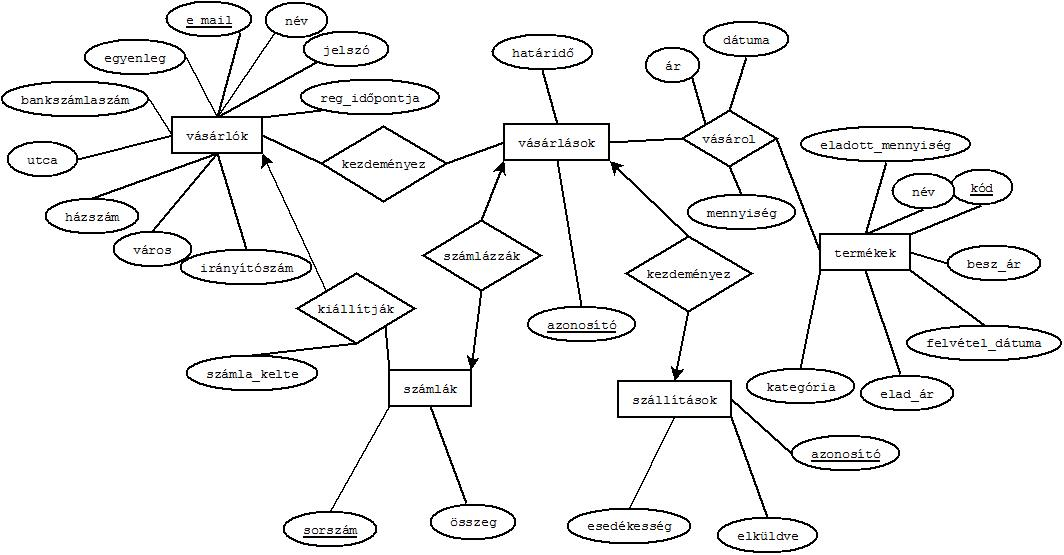 e_mail
név
egyenleg
jelszó
bankszámlaszám
reg_időpontja
vásárlók
utca
házszám
város
irányítószám
kezdeményez
határidő
vásárlások
ár
dátuma
vásárol
mennyiség
eladott_mennyiség
név
kód
termékek
besz_ár
felvétel_dátuma
elad_ár
kategória
számlázzák
kezdeményez
azonosító
kiállítják
számla_kelte
számlák
szállítások
azonosító
sorszám
összeg
esedékesség
elküldve